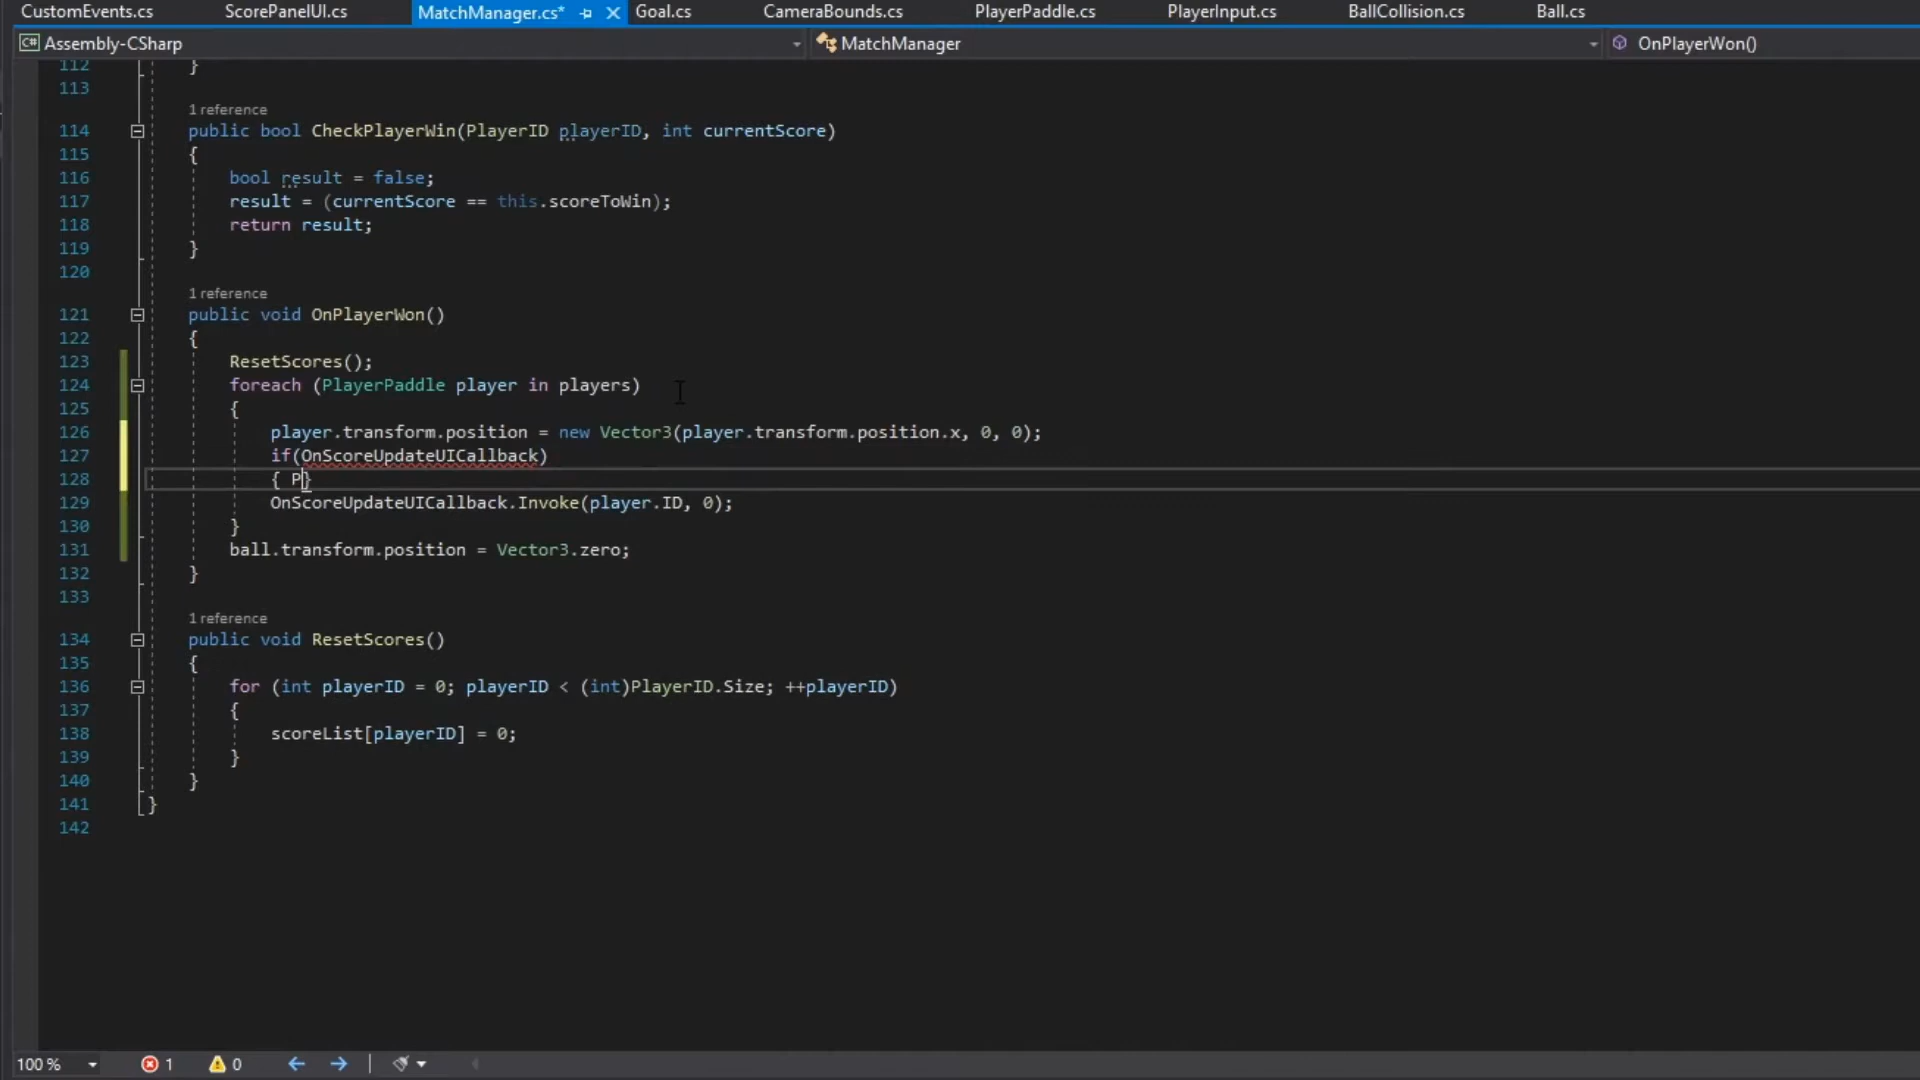 CustomEvents.cs ScorePanelUI.cs MatchManager.cs* Goal.cs CameraBounds.cs PlayerPaddle.cs PlayerInput.cs BallCollision.cs Ball.cs
C# Assembly-CSharp MatchManager OnPlayerWon()
112 }
113
1 reference
114 public bool CheckPlayerWin(PlayerID playerID, int currentScore)
115 {
116 bool result = false;
117 result = (currentScore == this.scoreToWin);
118 return result;
119 }
120
1 reference
121 public void OnPlayerWon()
122 {
123 ResetScores();
124 foreach (PlayerPaddle player in players)
125 {
126 player.transform.position = new Vector3(player.transform.position.x, 0, 0);
127 if(OnScoreUpdateUICallback)
128 { P}
129 OnScoreUpdateUICallback.Invoke(player.ID, 0);
130 }
131 ball.transform.position = Vector3.zero;
132 }
133
1 reference
134 public void ResetScores()
135 {
136 for (int playerID = 0; playerID < (int)PlayerID.Size; ++playerID)
137 {
138 scoreList[playerID] = 0;
139 }
140 }
141 }
142
100 % 1 0